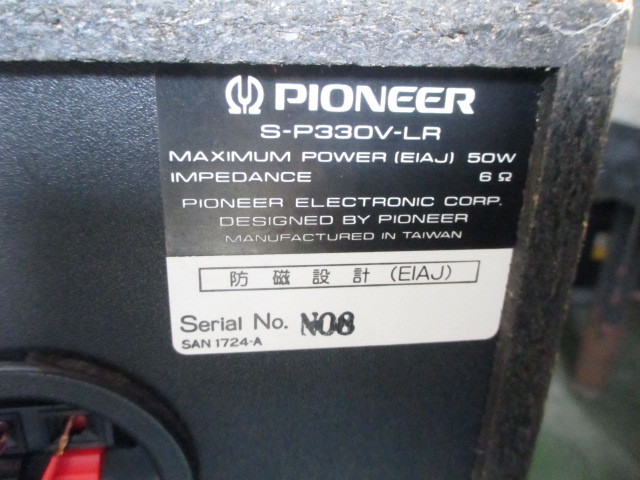 PIONEER
S-P330V-LR
MAXIMUM POWER (EIAJ) 50W
IMPEDANCE 6 Ω
PIONEER ELECTRONIC CORP.
DESIGNED BY PIONEER
MANUFACTURED IN TAIWAN
防磁設計 (EIAJ)
Serial No. N08
SAN 1724-A